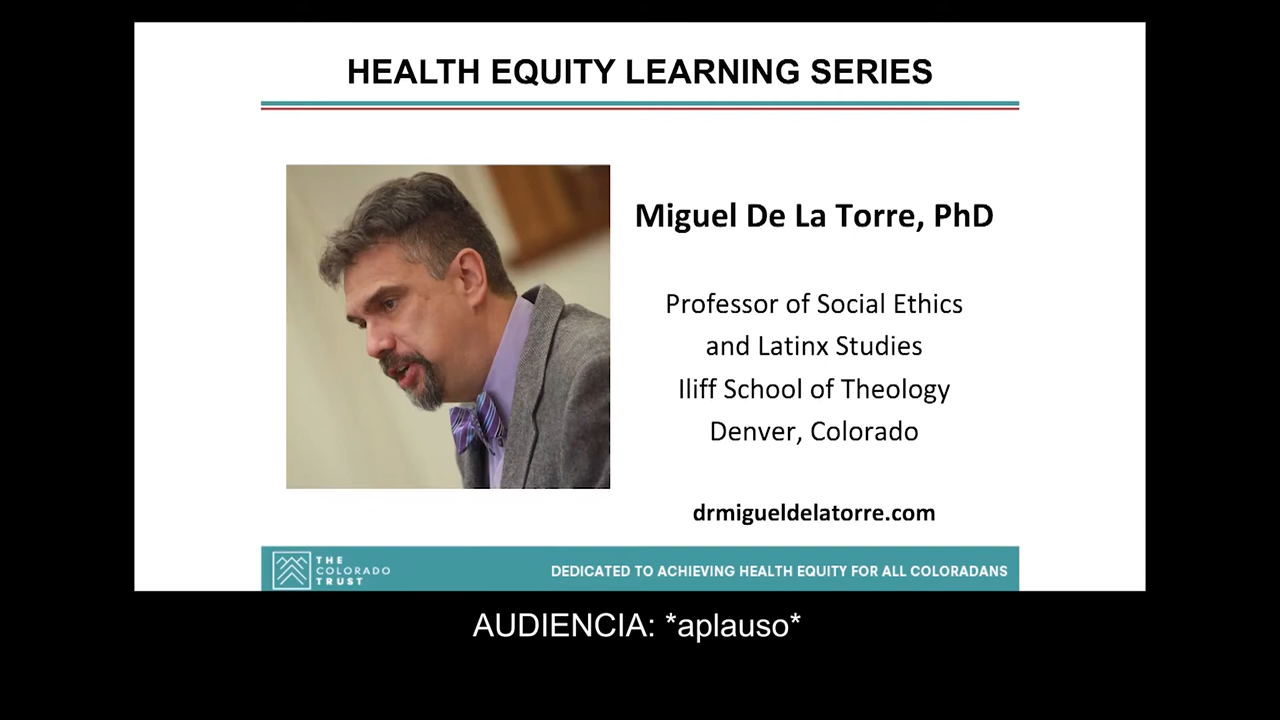 HEALTH EQUITY LEARNING SERIES
Miguel De La Torre, PhD
Professor of Social Ethics
and Latinx Studies
Iliff School of Theology
Denver, Colorado
drmigueldelatorre.com
THE
COLORADO
TRUST
DEDICATED TO ACHIEVING HEALTH EQUITY FOR ALL COLORADANS
AUDIENCIA: *aplauso*